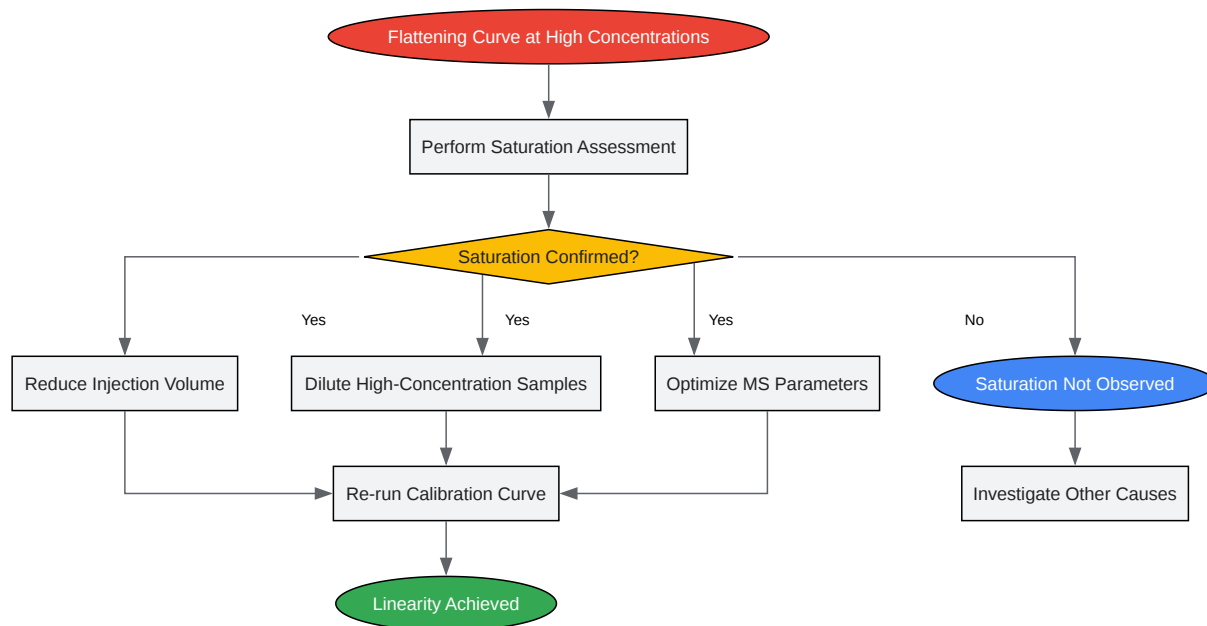 Flattening Curve at High Concentrations
Perform Saturation Assessment
Saturation Confirmed?
Yes
Yes
Yes
No
Reduce Injection Volume
Dilute High-Concentration Samples
Optimize MS Parameters
Saturation Not Observed
Re-run Calibration Curve
Investigate Other Causes
Linearity Achieved